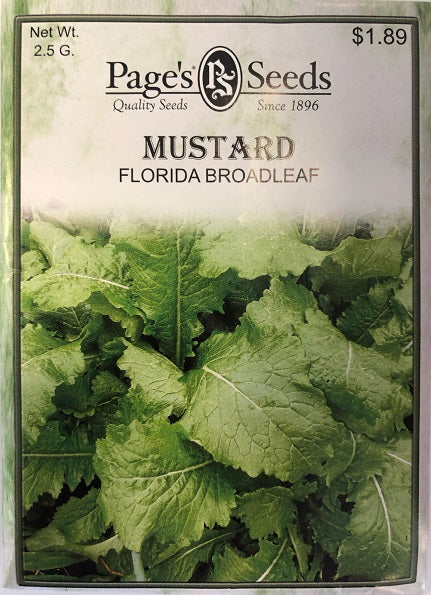 Net Wt.
2.5 G.
$1.89
Page's PS Seeds
Quality Seeds Since 1896
MUSTARD
FLORIDA BROADLEAF